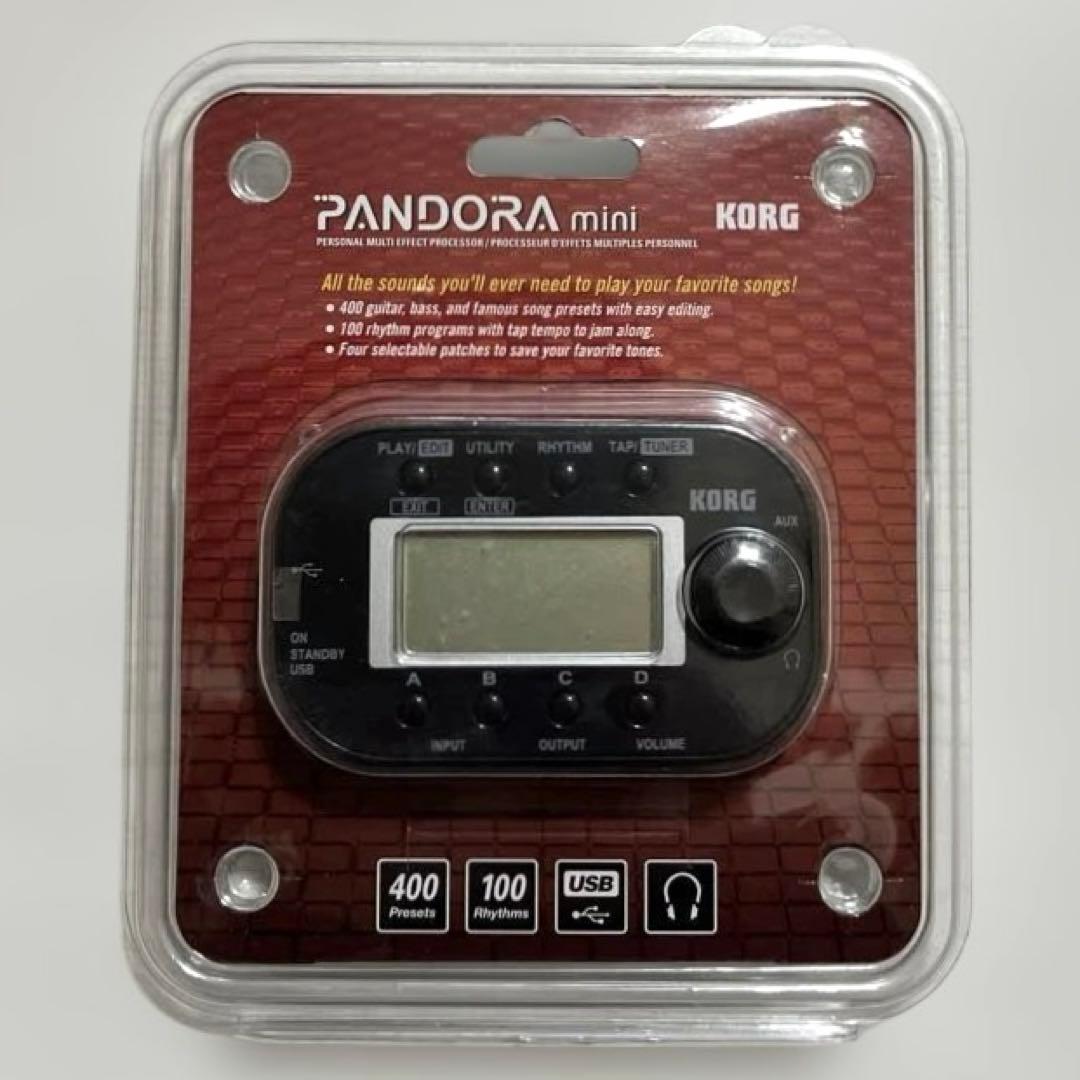 PANDORA mini KORG
PERSONAL MULTI EFFECT PROCESSOR / PROCESSEUR D'EFFETS MULTIPLES PERSONNEL
All the sounds you'll ever need to play your favorite songs!
• 400 guitar, bass, and famous song presets with easy editing.
• 100 rhythm programs with tap tempo to jam along.
• Four selectable patches to save your favorite tones.
PLAY/EDIT UTILITY RHYTHM TAP/TUNER
EXIT ENTER KORG
AUX
ON
STANDBY
USB
A B C D
INPUT OUTPUT VOLUME
400 100 USB
Presets Rhythms